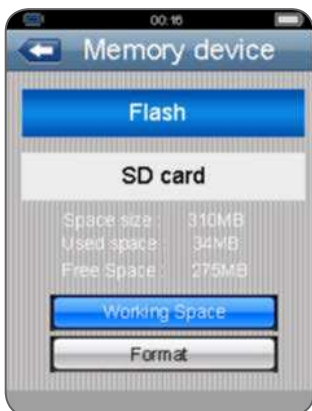 00:16
Memory device
Flash
SD card
Space size : 310MB
Used space : 34MB
Free Space : 275MB
Working Space
Format